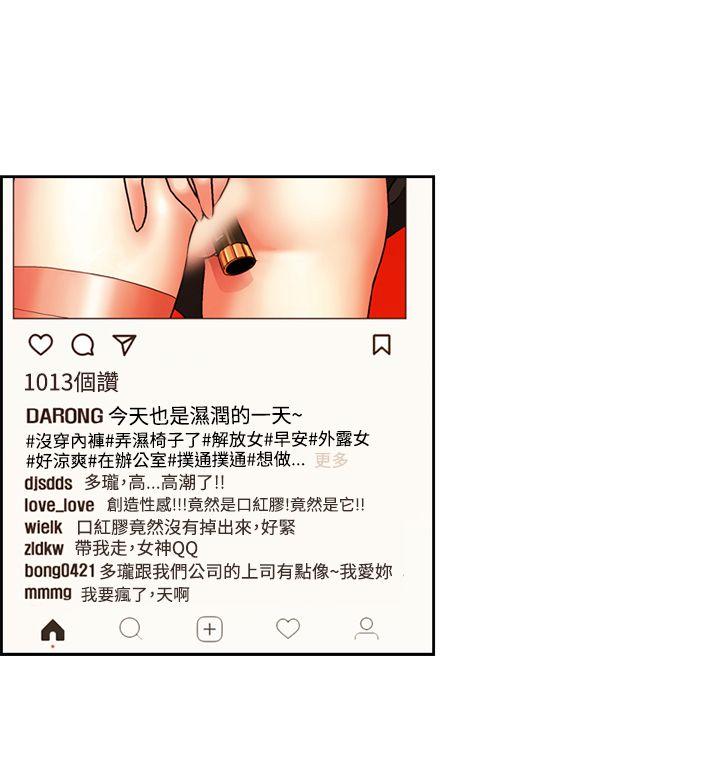 1013個讚
DARONG 今天也是濕潤的一天~
#沒穿內褲#弄濕椅子了#解放女#早安#外露女
#好涼爽#在辦公室#撲通撲通#想做... 更多
djsdds 多瓏，高...高潮了!!
love_love 創造性感!!!竟然是口紅膠!竟然是它!!
wielk 口紅膠竟然沒有掉出來，好緊
zldkw 帶我走，女神QQ
bong0421 多瓏跟我們公司的上司有點像~我愛妳
mmmg 我要瘋了，天啊